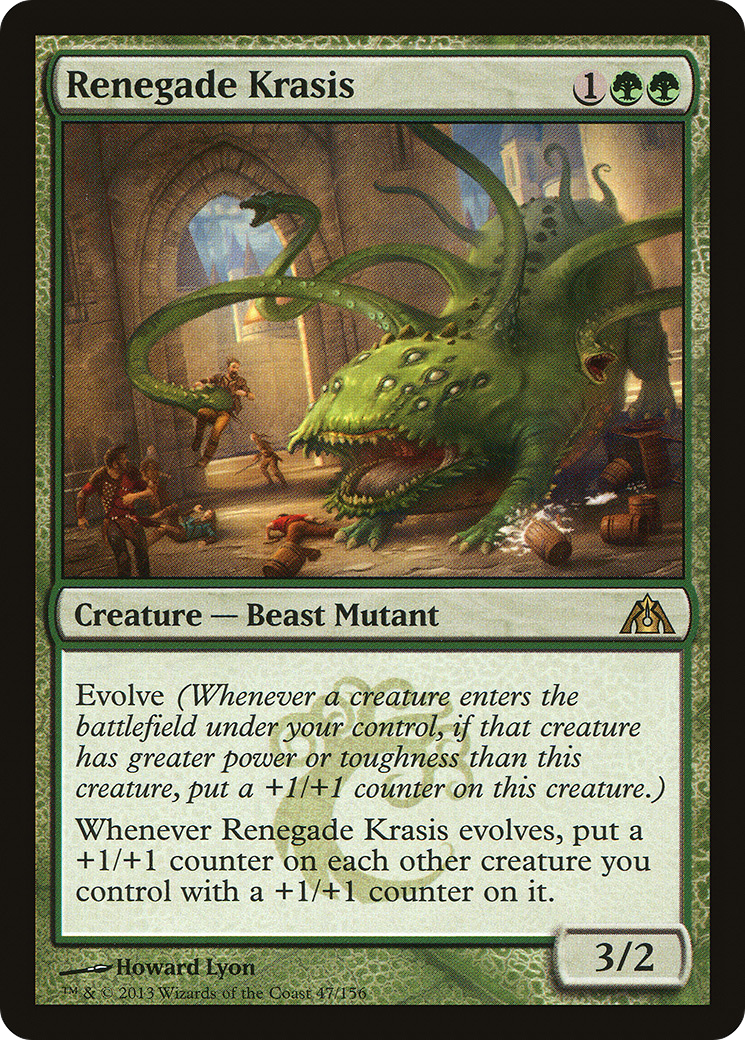 Renegade Krasis 1
Creature — Beast Mutant
Evolve (Whenever a creature enters the
battlefield under your control, if that creature
has greater power or toughness than this
creature, put a +1/+1 counter on this creature.)
Whenever Renegade Krasis evolves, put a
+1/+1 counter on each other creature you
control with a +1/+1 counter on it.
3/2
Howard Lyon
™ & © 2013 Wizards of the Coast 47/156